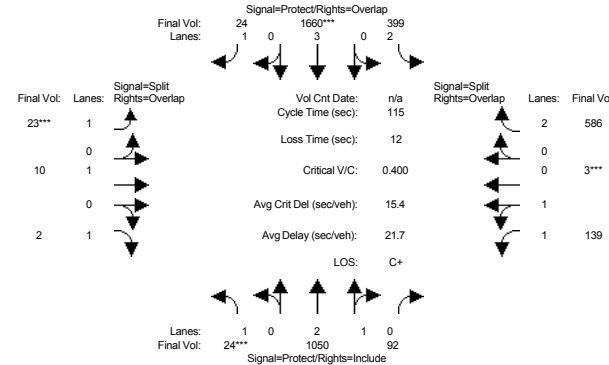 Signal=Protect/Rights=Overlap
Final Vol: 24 1660*** 399
Lanes: 1 0 3 0 2
Signal=Split
Final Vol: Lanes: Rights=Overlap
Vol Cnt Date: n/a
Signal=Split
Rights=Overlap Lanes: Final Vo
23*** 1
Cycle Time (sec): 115
2 586
Loss Time (sec): 12
0
0
10 1
Critical V/C: 0.400
0 3***
0
Avg Crit Del (sec/veh): 15.4
1
2 1
Avg Delay (sec/veh): 21.7
1 139
LOS: C+
Lanes: 1 0 2 1 0
Final Vol: 24*** 1050 92
Signal=Protect/Rights=Include